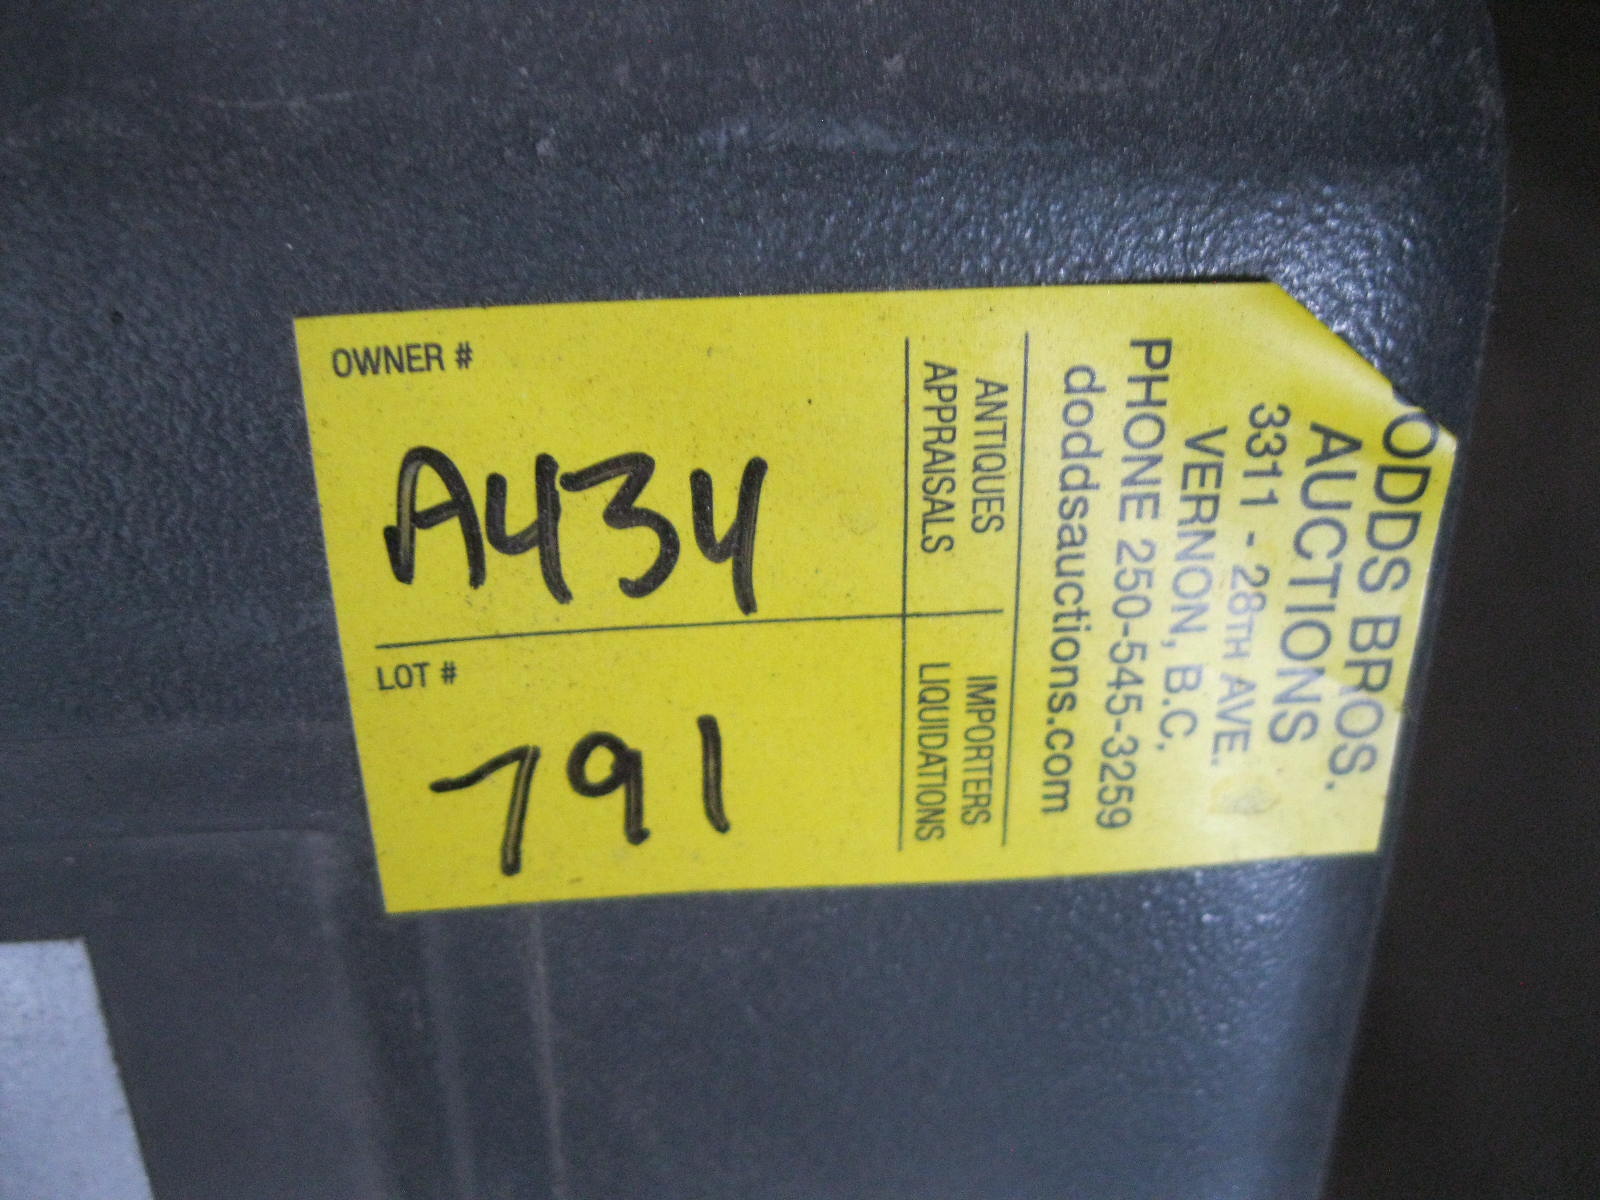 ODDS BROS.
AUCTIONS
3311 - 28TH AVE.
VERNON, B.C.
PHONE 250-545-3259
doddsauctions.com
ANTIQUES
APPRAISALS
IMPORTERS
LIQUIDATIONS
OWNER #
A434
LOT #
791